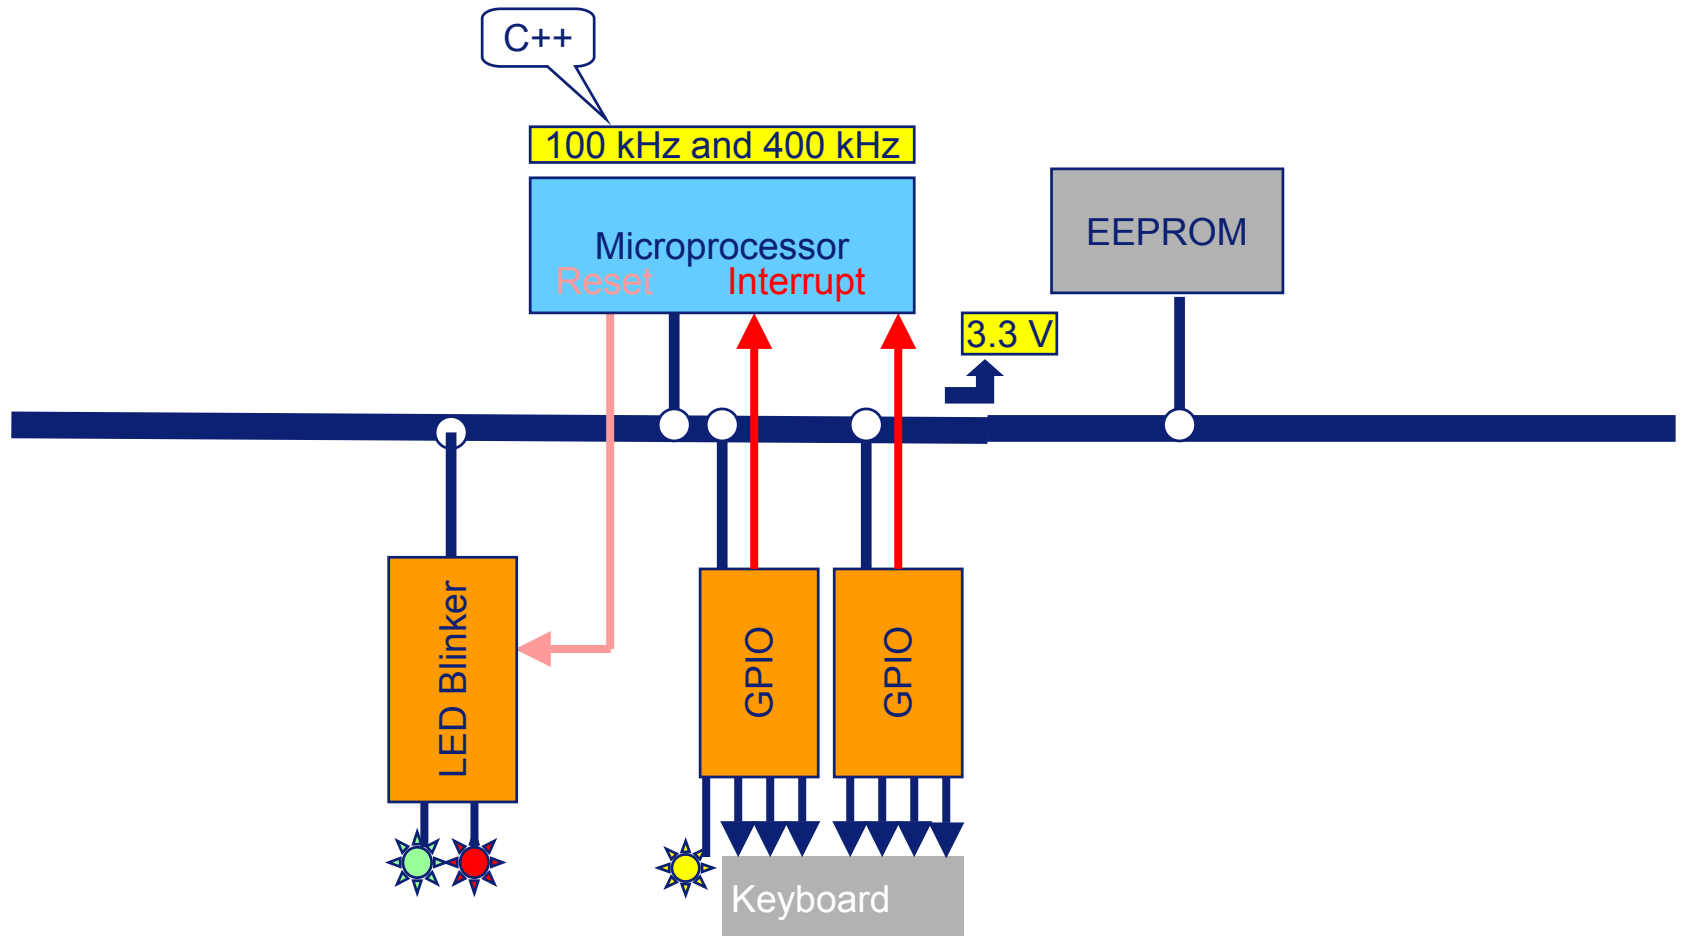 C++
100 kHz and 400 kHz
Microprocessor
Reset
Interrupt
EEPROM
3.3 V
LED Blinker
GPIO
GPIO
Keyboard